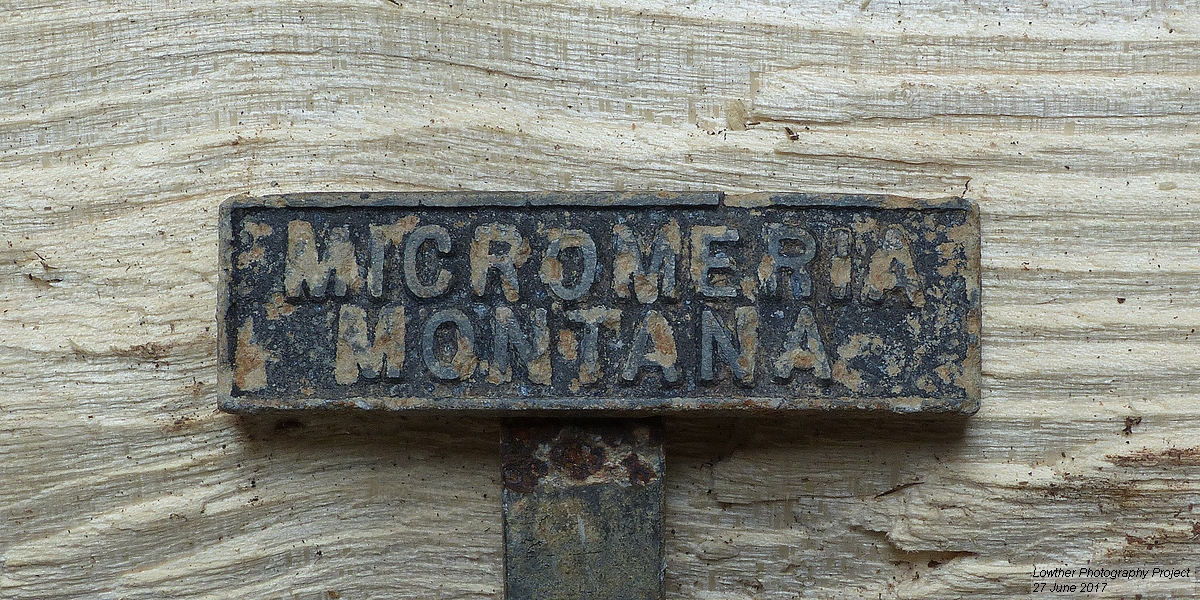 MICROMERIA
MONTANA
Lowther Photography Project
27 June 2017